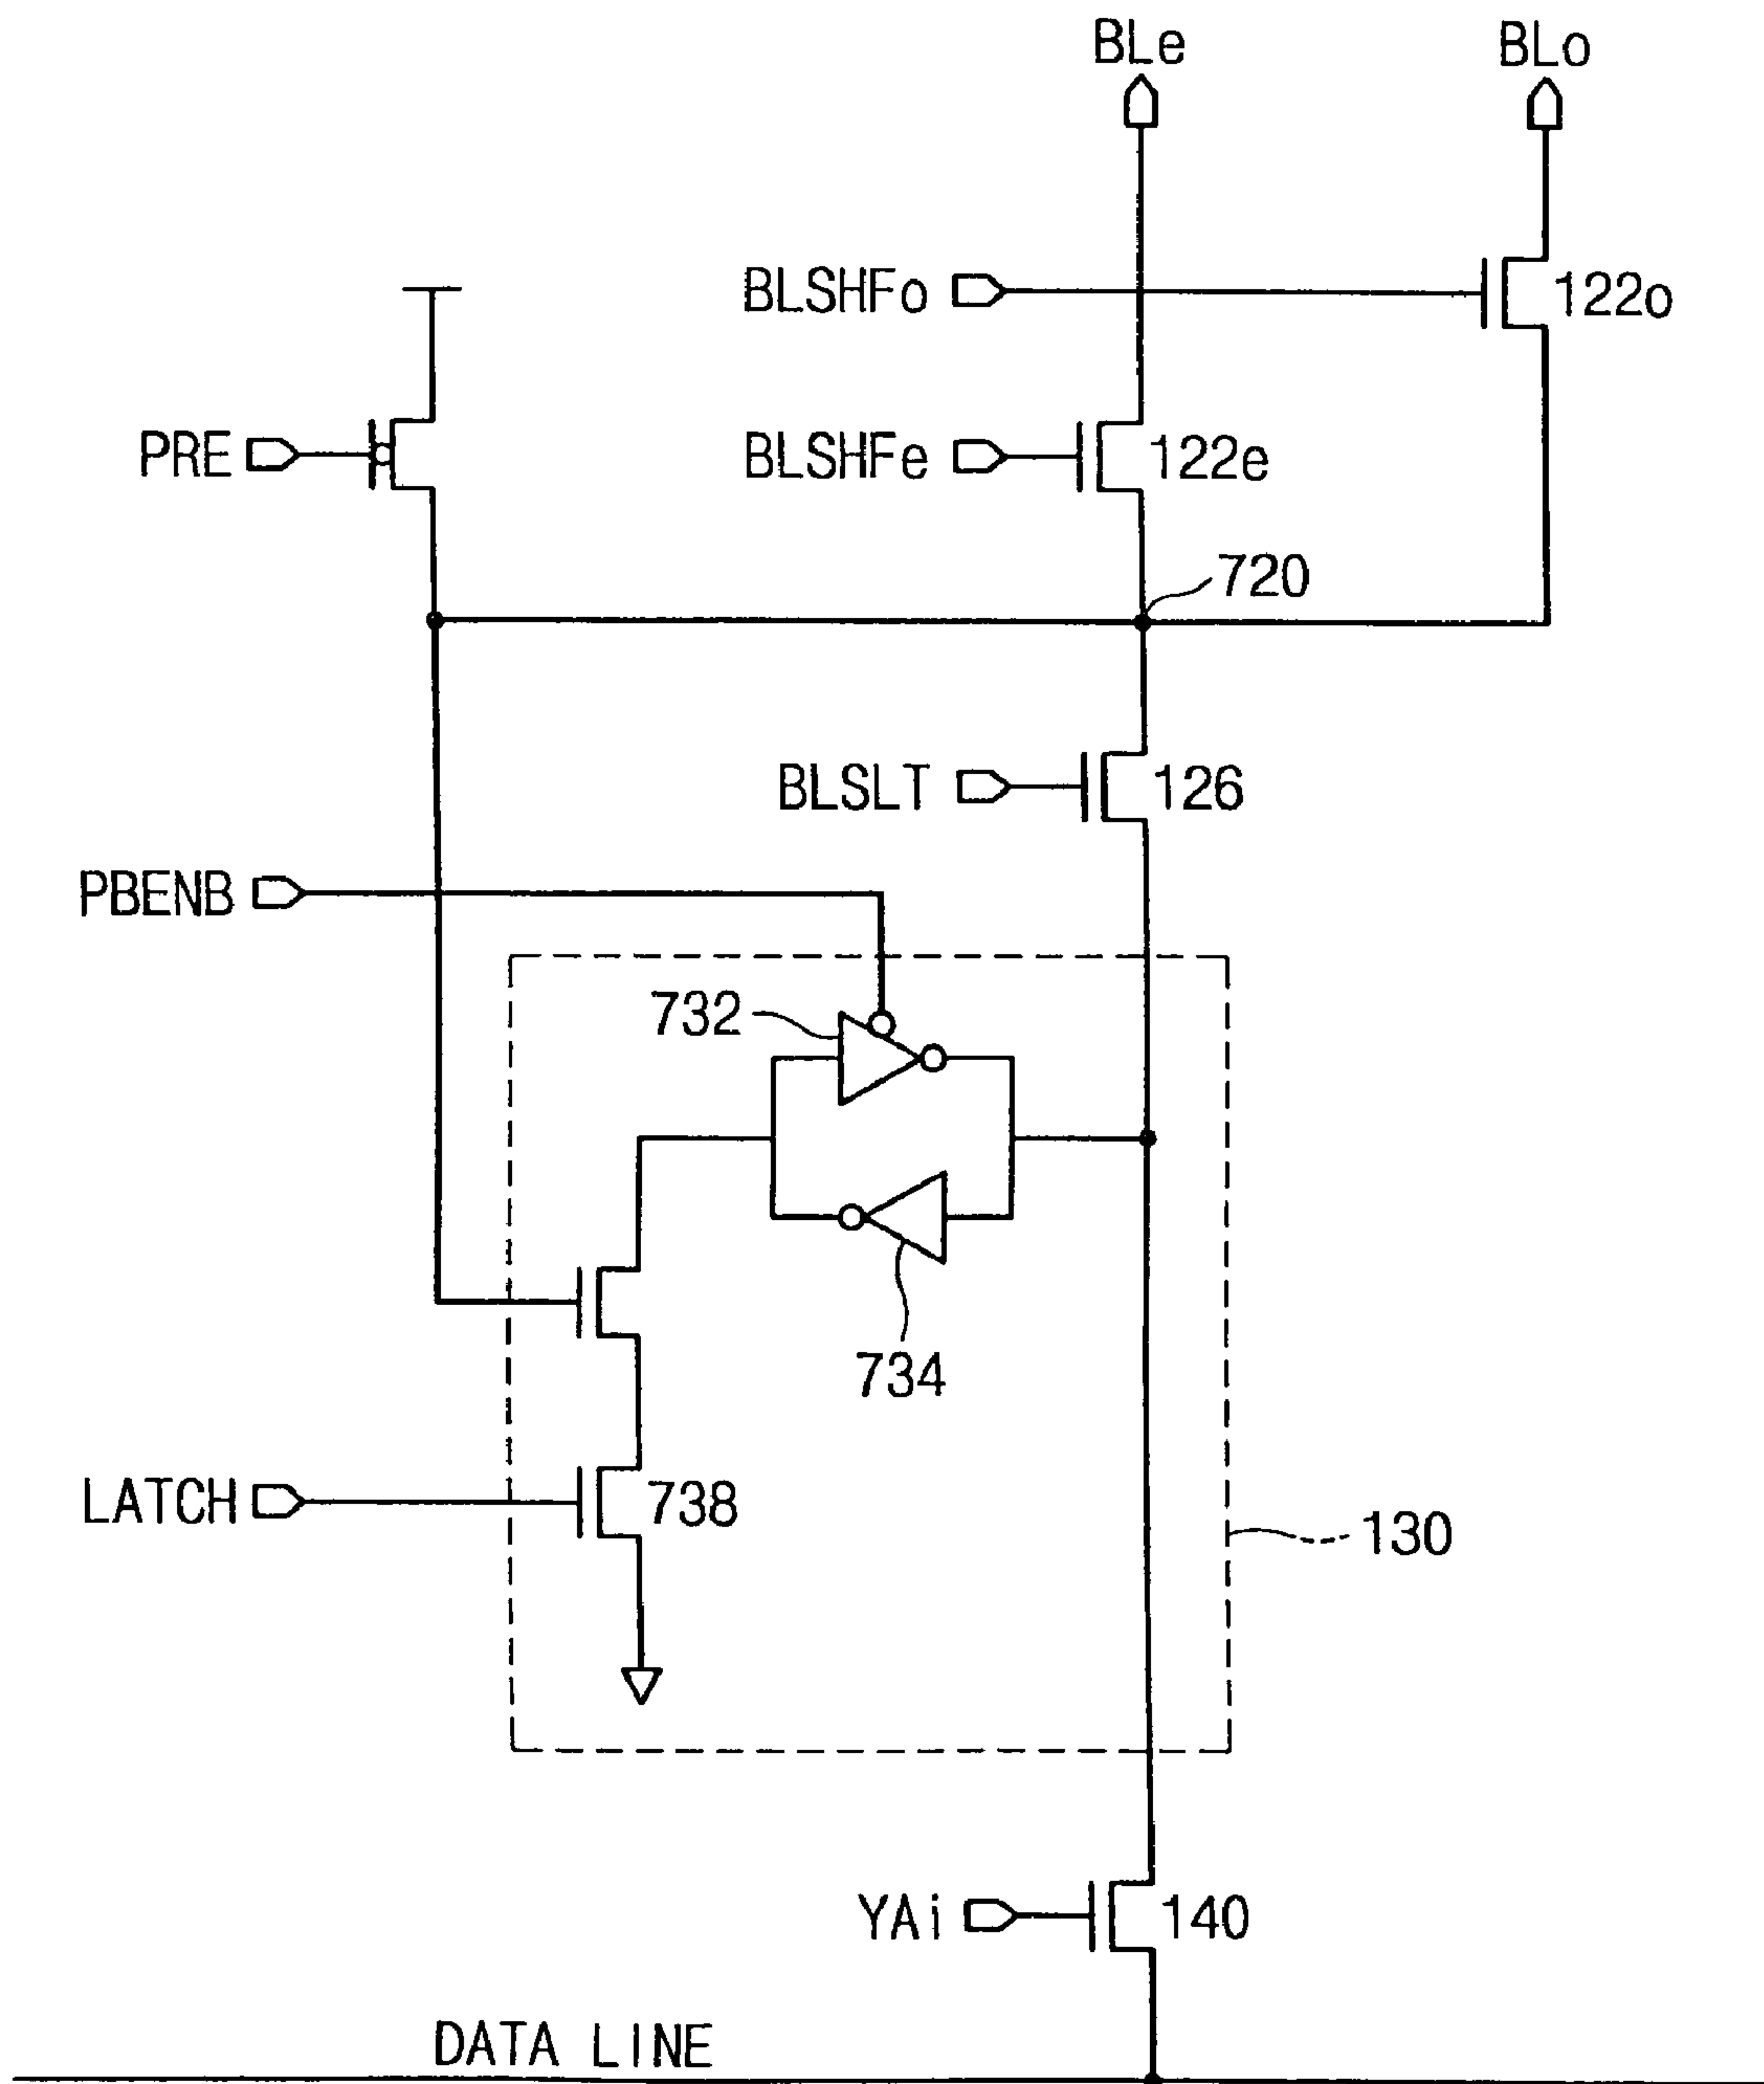 BLe
BLo
BLSHFo
122o
PRE
BLSHFe
122e
720
BLSLT
126
PBENB
732
734
LATCH
738
130
YAi
140
DATA LINE